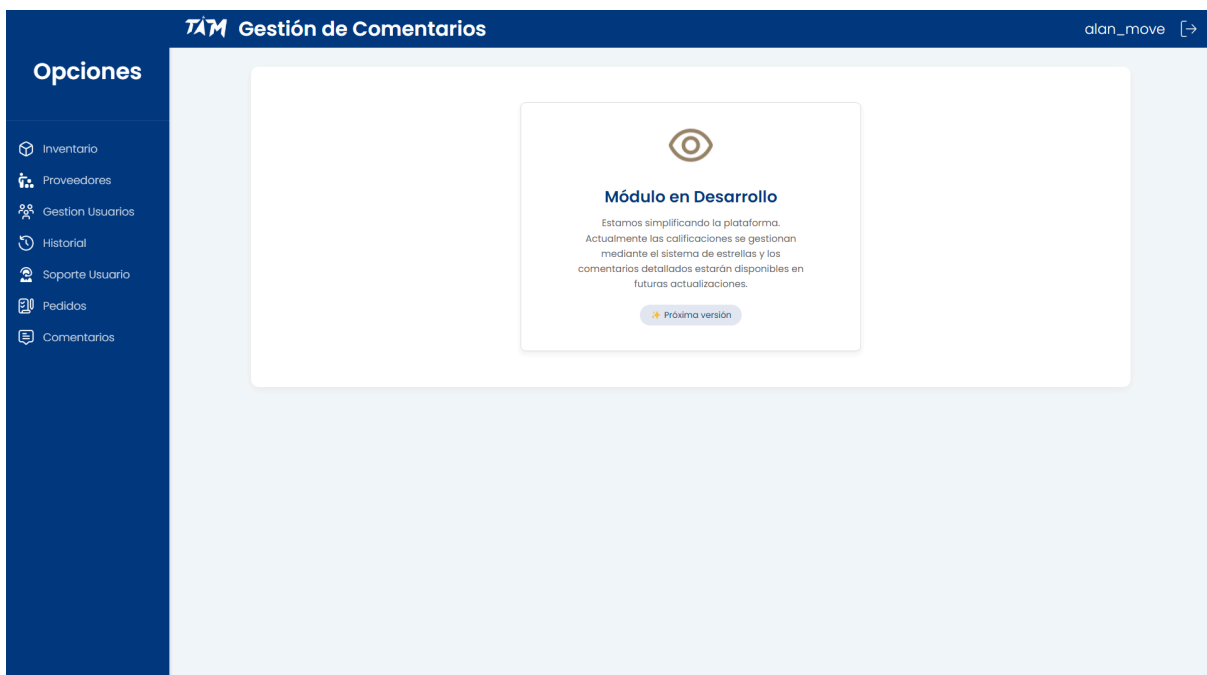 TAM Gestión de Comentarios
alan_move
Opciones
Inventario
Proveedores
Gestion Usuarios
Historial
Soporte Usuario
Pedidos
Comentarios
Módulo en Desarrollo
Estamos simplificando la plataforma.
Actualmente las calificaciones se gestionan
mediante el sistema de estrellas y los
comentarios detallados estarán disponibles en
futuras actualizaciones.
✨ Próxima versión